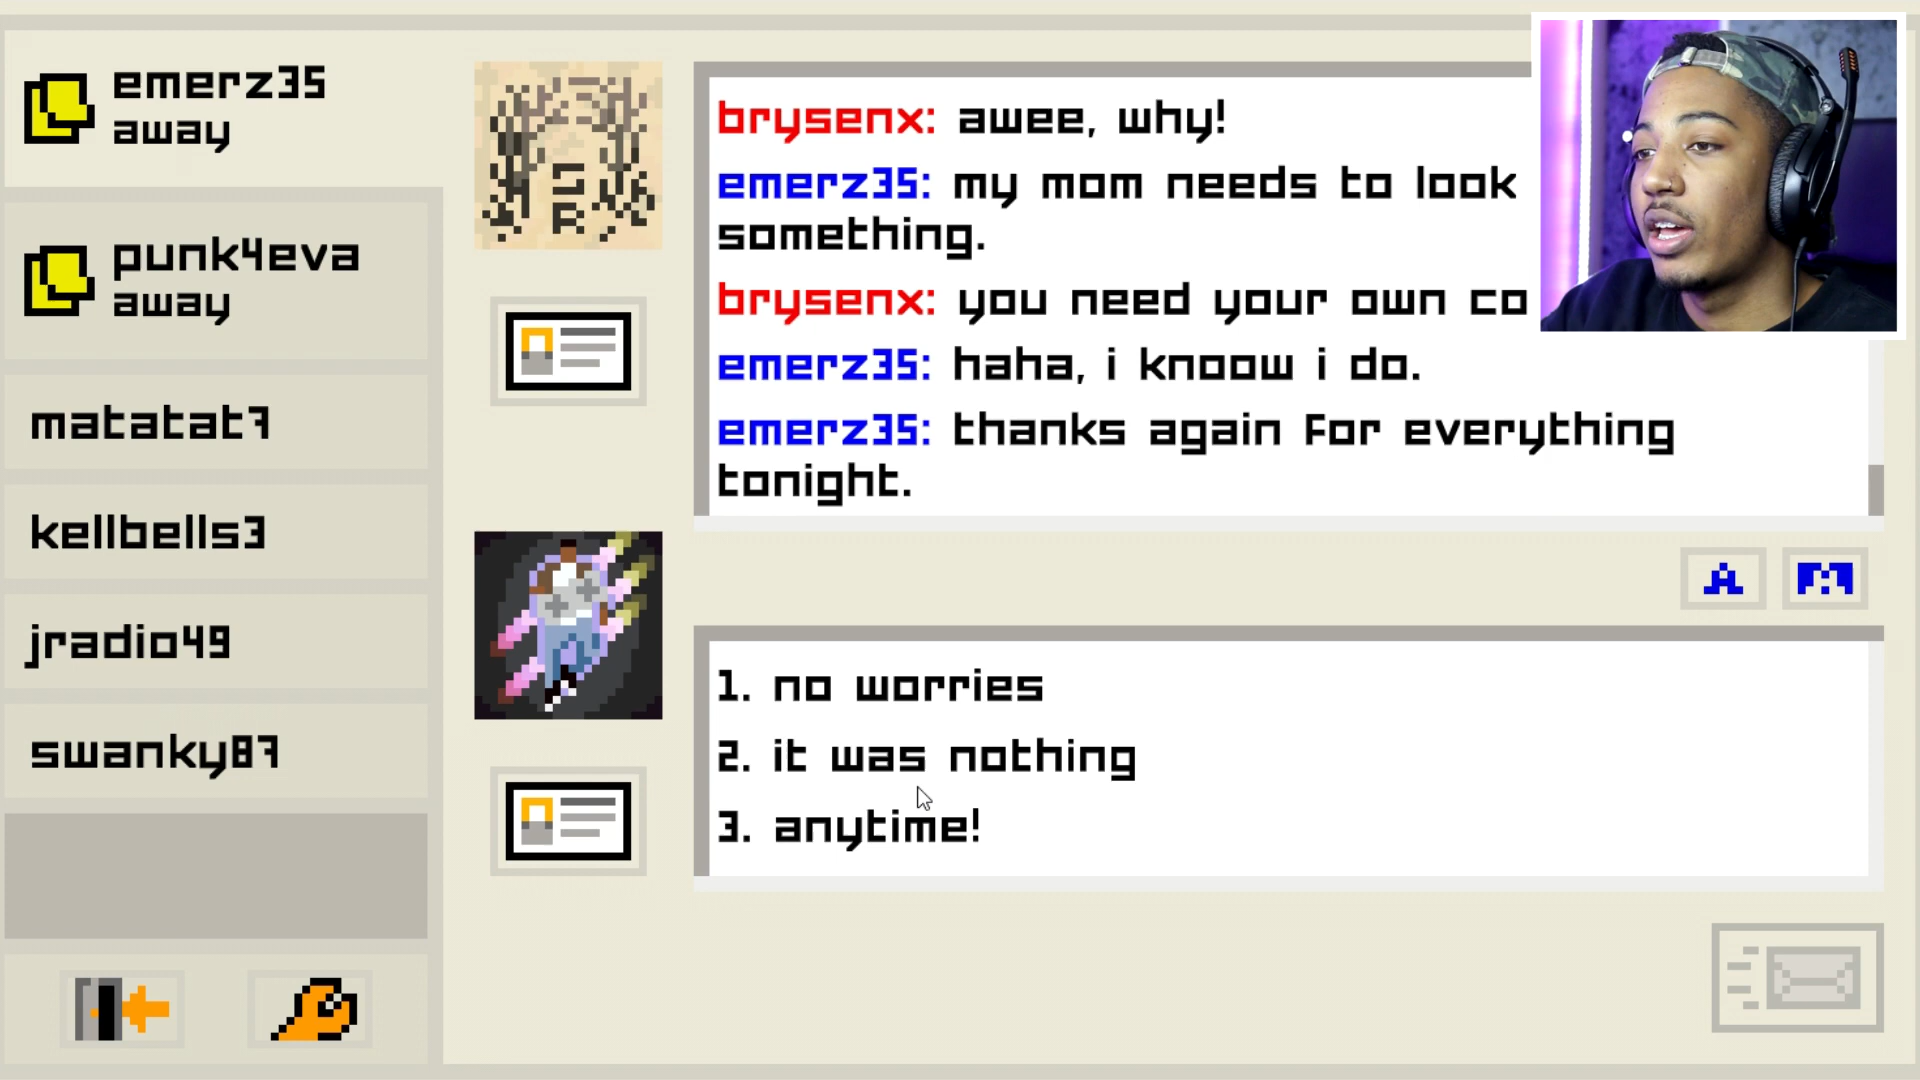 emerz35
away
punk4eva
away
matatat7
kellbells3
jradio49
swanky87
brysenx: awee, why!
emerz35: my mom needs to look
something.
brysenx: you need your own co
emerz35: haha, i knoow i do.
emerz35: thanks again for everything
tonight.
A
1. no worries
2. it was nothing
3. anytime!